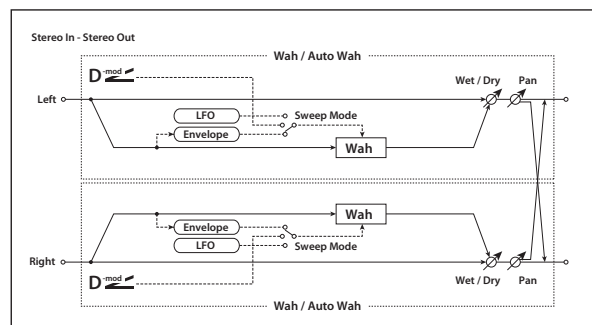 Stereo In - Stereo Out
Wah / Auto Wah
D-mod
Wet / Dry
Pan
Left
LFO
Sweep Mode
Envelope
Wah
Wah
Envelope
Sweep Mode
LFO
Right
D-mod
Wet / Dry
Pan
Wah / Auto Wah